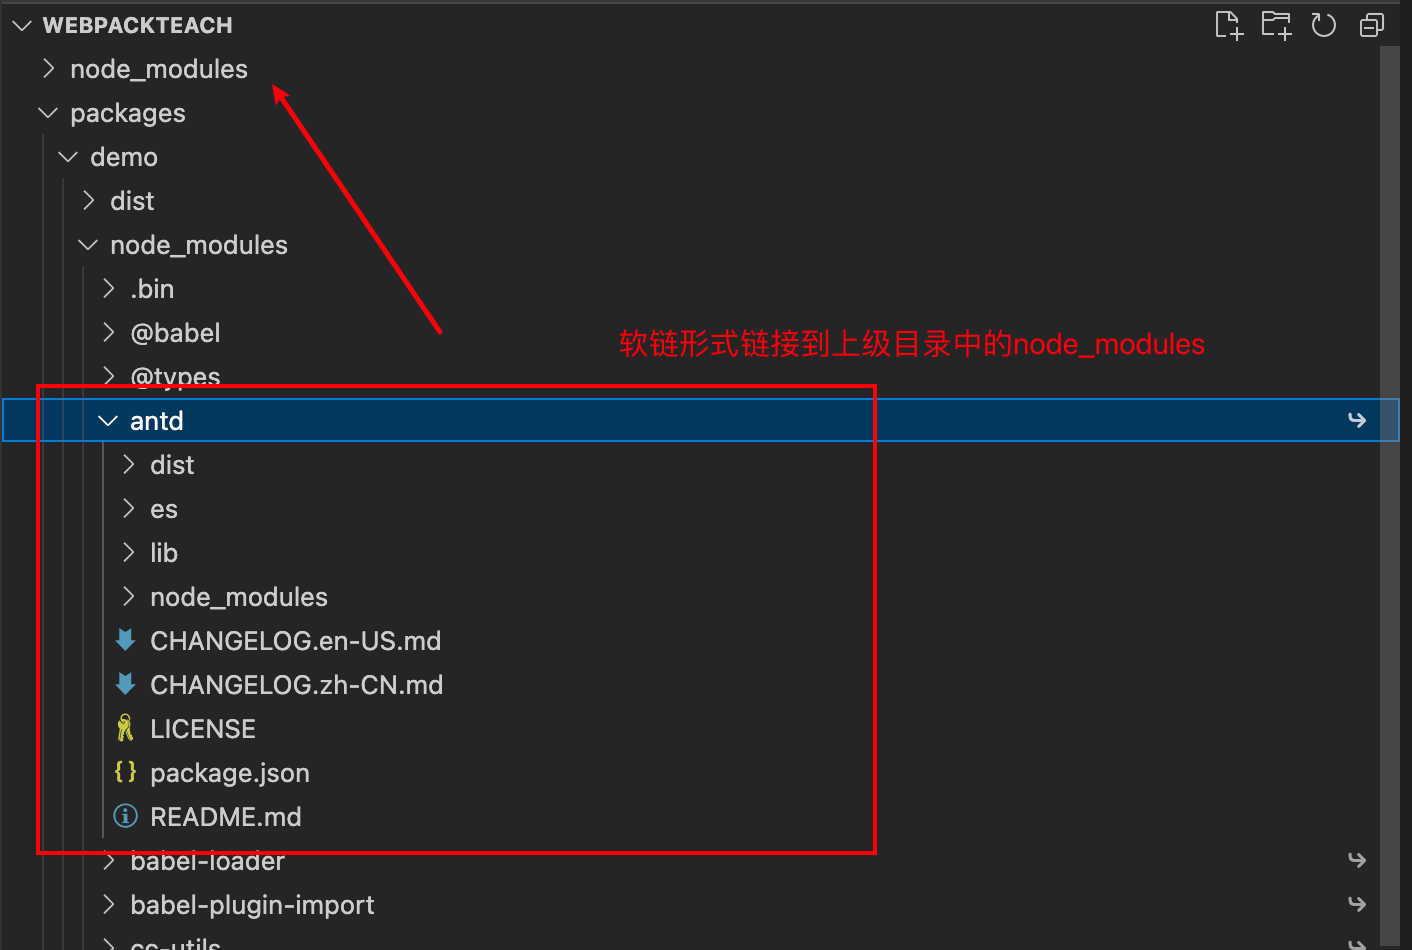 WEBPACKTEACH
node_modules
packages
demo
dist
node_modules
.bin
@babel
软链形式链接到上级目录中的node_modules
@types
antd
dist
es
lib
node_modules
CHANGELOG.en-US.md
CHANGELOG.zh-CN.md
LICENSE
package.json
README.md
babel-loader
babel-plugin-import
cc-utils